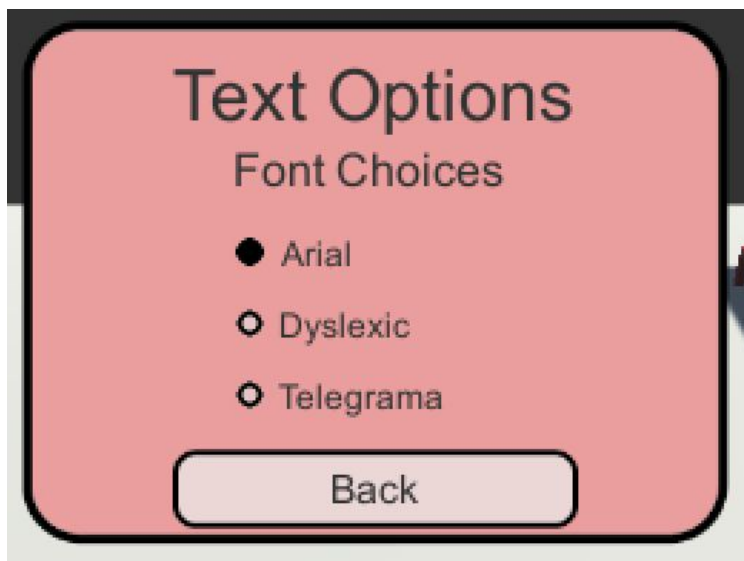 Text Options
Font Choices
Arial
Dyslexic
Telegrama
Back